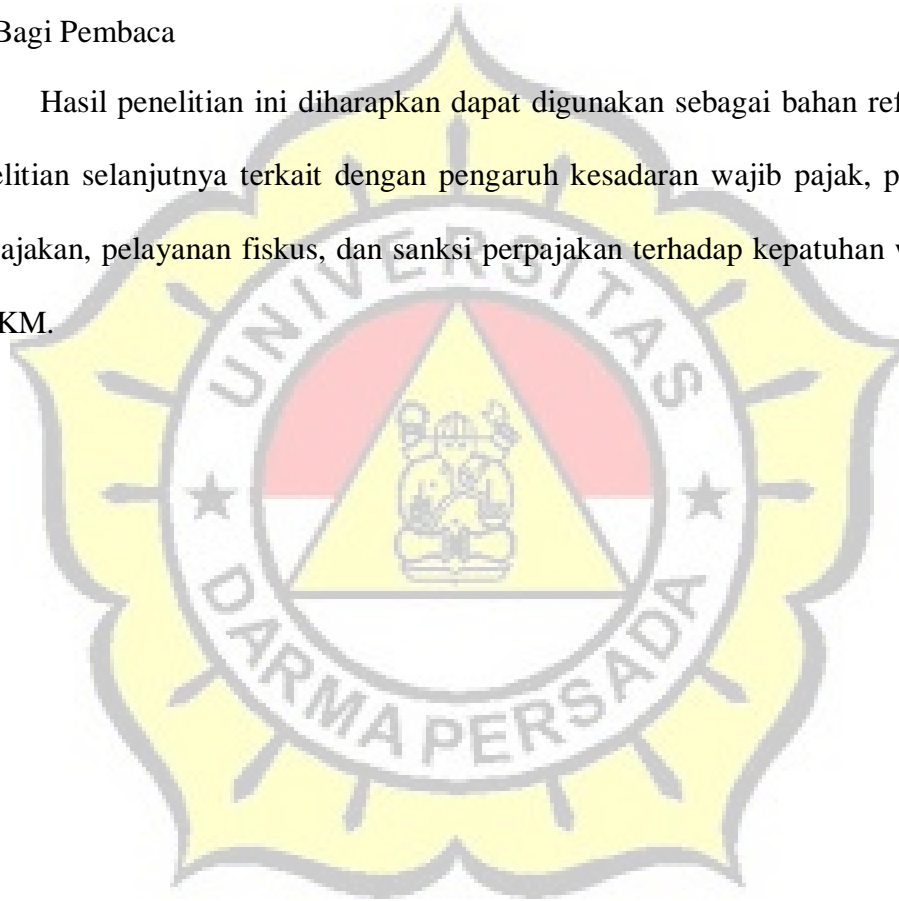 Bagi Pembaca
Hasil penelitian ini diharapkan dapat digunakan sebagai bahan ref
elitian selanjutnya terkait dengan pengaruh kesadaran wajib pajak, p
ajakan, pelayanan fiskus, dan sanksi perpajakan terhadap kepatuhan
KM.
UNIVERSITAS
DARMA PERSADA